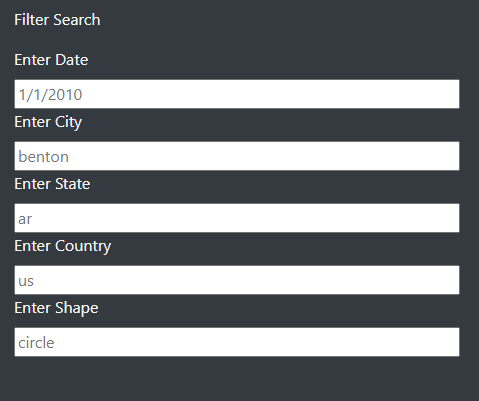 Filter Search
Enter Date
1/1/2010
Enter City
benton
Enter State
ar
Enter Country
us
Enter Shape
circle